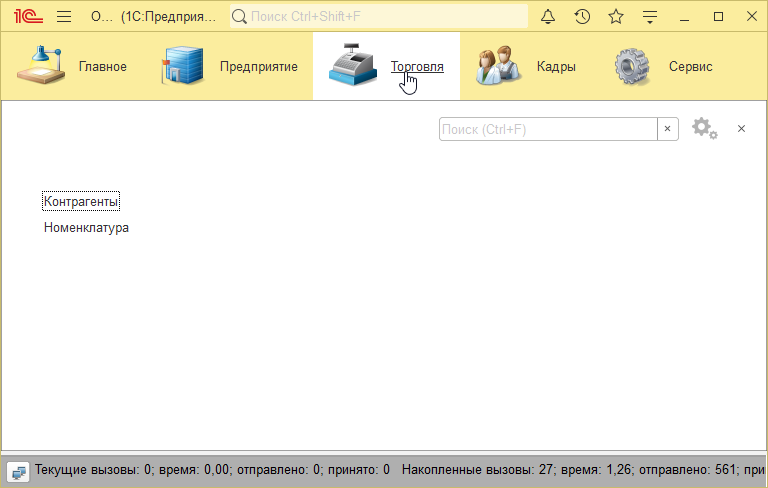 1С О... (1С:Предприя... Поиск Ctrl+Shift+F
Главное Предприятие Торговля Кадры Сервис
Поиск (Ctrl+F)
Контрагенты
Номенклатура
Текущие вызовы: 0; время: 0,00; отправлено: 0; принято: 0 Накопленные вызовы: 27; время: 1,26; отправлено: 561; при